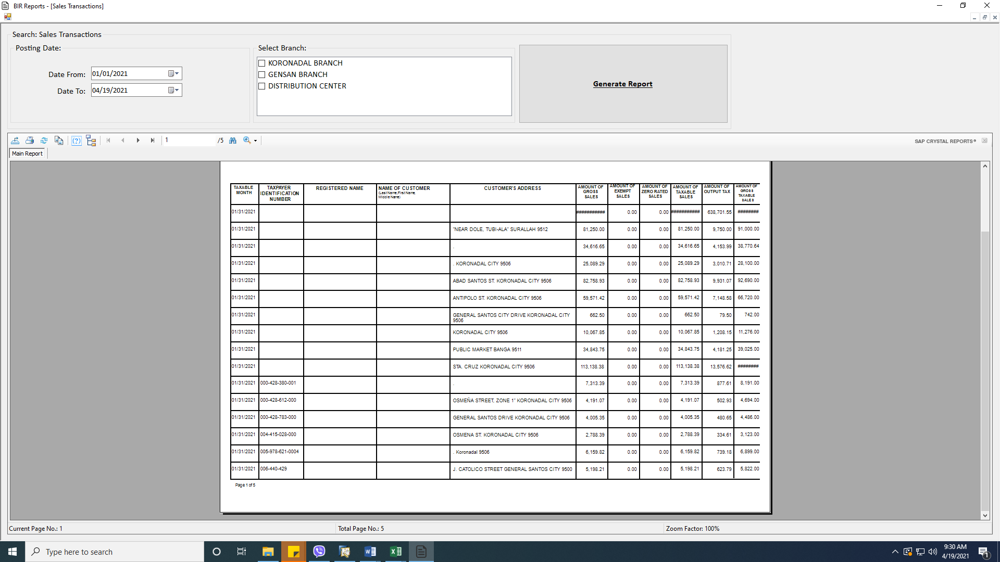 BIR Reports - [Sales Transactions]
Search: Sales Transactions
Posting Date:
Date From: 01/01/2021
Date To: 04/19/2021
Select Branch:
KORONADAL BRANCH
GENSAN BRANCH
DISTRIBUTION CENTER
Generate Report
1 /5
SAP CRYSTAL REPORTS®
Main Report
TAXABLE MONTH TAXPAYER IDENTIFICATION NUMBER REGISTERED NAME NAME OF CUSTOMER (Last Name, First Name, Middle Name) CUSTOMER'S ADDRESS AMOUNT OF GROSS SALES AMOUNT OF EXEMPT SALES AMOUNT OF ZERO RATED SALES AMOUNT OF TAXABLE SALES AMOUNT OF OUTPUT TAX AMOUNT OF GROSS TAXABLE SALES
01/31/2021 ########### 0.00 0.00 ########### 638,701.55 ########
01/31/2021 "NEAR DOLE, TUBI-ALA" SURALLAH 9512 81,250.00 0.00 0.00 81,250.00 9,750.00 91,000.00
01/31/2021 . 34,616.65 0.00 0.00 34,616.65 4,153.99 38,770.64
01/31/2021 . KORONADAL CITY 9506 25,089.29 0.00 0.00 25,089.29 3,010.71 28,100.00
01/31/2021 ABAD SANTOS ST. KORONADAL CITY 9506 82,758.93 0.00 0.00 82,758.93 9,931.07 92,690.00
01/31/2021 ANTIPOLO ST. KORONADAL CITY 9506 59,571.42 0.00 0.00 59,571.42 7,148.58 66,720.00
01/31/2021 GENERAL SANTOS CITY DRIVE KORONADAL CITY 9506 662.50 0.00 0.00 662.50 79.50 742.00
01/31/2021 KORONADAL CITY 9506 10,067.85 0.00 0.00 10,067.85 1,208.15 11,276.00
01/31/2021 PUBLIC MARKET BANGA 9511 34,843.75 0.00 0.00 34,843.75 4,181.25 39,025.00
01/31/2021 STA. CRUZ KORONADAL CITY 9506 113,138.38 0.00 0.00 113,138.38 13,576.62 ########
01/31/2021 000-428-380-001 . 7,313.39 0.00 0.00 7,313.39 877.61 8,191.00
01/31/2021 000-428-612-000 OSMEÑA STREET, ZONE 1" KORONADAL CITY 9506 4,191.07 0.00 0.00 4,191.07 502.93 4,694.00
01/31/2021 000-428-783-000 GENERAL SANTOS DRIVE KORONADAL CITY 9506 4,005.35 0.00 0.00 4,005.35 480.65 4,486.00
01/31/2021 004-415-028-000 OSMENA ST. KORONADAL CITY 9506 2,788.39 0.00 0.00 2,788.39 334.61 3,123.00
01/31/2021 005-978-621-0004 . Koronadal 9506 6,159.82 0.00 0.00 6,159.82 739.18 6,899.00
01/31/2021 006-440-429 J. CATOLICO STREET GENERAL SANTOS CITY 9500 5,198.21 0.00 0.00 5,198.21 623.79 5,822.00
Page 1 of 5
Current Page No.: 1 Total Page No.: 5 Zoom Factor: 100%
Type here to search
9:30 AM
4/19/2021
1